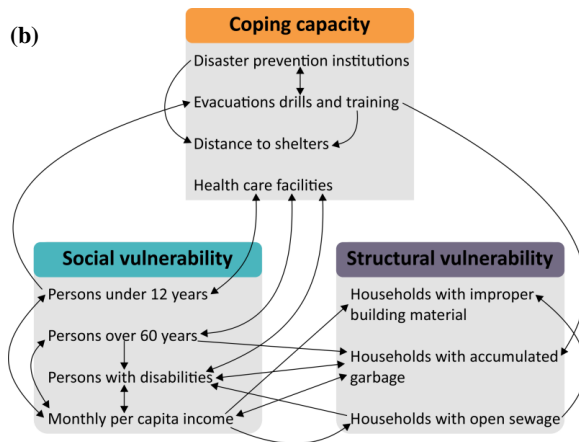 (b)
Coping capacity
Disaster prevention institutions
Evacuations drills and training
Distance to shelters
Health care facilities
Social vulnerability
Persons under 12 years
Persons over 60 years
Persons with disabilities
Monthly per capita income
Structural vulnerability
Households with improper
building material
Households with accumulated
garbage
Households with open sewage